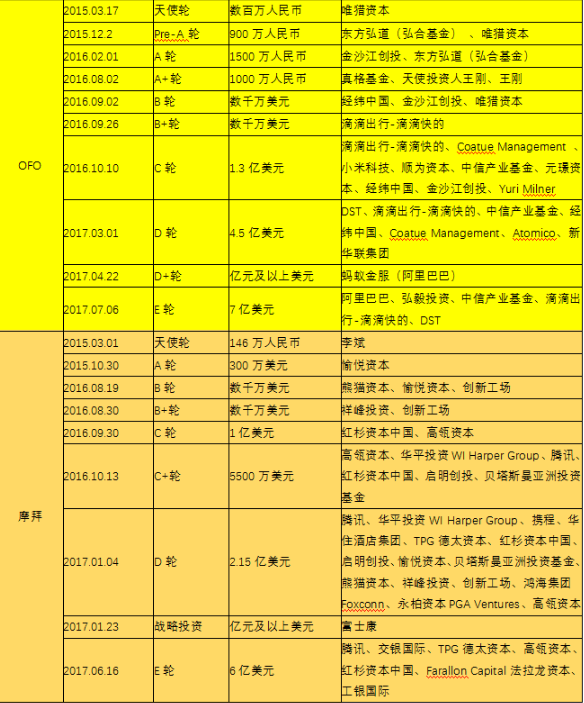 2015.03.17 天使轮 数百万人民币 唯猎资本
2015.12.2 Pre-A 轮 900 万人民币 东方弘道（弘合基金） 、唯猎资本
2016.02.01 A 轮 1500 万人民币 金沙江创投、东方弘道（弘合基金）
2016.08.02 A+轮 1000 万人民币 真格基金、天使投资人王刚、王刚
2016.09.02 B 轮 数千万美元 经纬中国、金沙江创投、唯猎资本
2016.09.26 B+轮 数千万美元 滴滴出行-滴滴快的
OFO
2016.10.10 C 轮 1.3 亿美元 滴滴出行-滴滴快的、Coatue Management 、
小米科技、顺为资本、中信产业基金、元璟资
本、经纬中国、金沙江创投、Yuri Milner
2017.03.01 D 轮 4.5 亿美元 DST、滴滴出行-滴滴快的、中信产业基金、经
纬中国、Coatue Management、Atomico、新
华联集团
2017.04.22 D+轮 亿元及以上美元 蚂蚁金服（阿里巴巴）
2017.07.06 E 轮 7 亿美元 阿里巴巴、弘毅投资、中信产业基金、滴滴出
行-滴滴快的、DST
摩拜
2015.03.01 天使轮 146 万人民币 李斌
2015.10.30 A 轮 300 万美元 愉悦资本
2016.08.19 B 轮 数千万美元 熊猫资本、愉悦资本、创新工场
2016.08.30 B+轮 数千万美元 祥峰投资、创新工场
2016.09.30 C 轮 1 亿美元 红杉资本中国、高瓴资本
2016.10.13 C+轮 5500 万美元 高瓴资本、华平投资 WI Harper Group、腾讯、
红杉资本中国、启明创投、贝塔斯曼亚洲投资
基金
2017.01.04 D 轮 2.15 亿美元 腾讯、华平投资 WI Harper Group、携程、华
住酒店集团、TPG 德太资本、红杉资本中国、
启明创投、愉悦资本、贝塔斯曼亚洲投资基金、
熊猫资本、祥峰投资、创新工场、鸿海集团
Foxconn、永柏资本 PGA Ventures、高瓴资本
2017.01.23 战略投资 亿元及以上美元 富士康
2017.06.16 E 轮 6 亿美元 腾讯、交银国际、TPG 德太资本、高瓴资本、
红杉资本中国、Farallon Capital 法拉龙资本、
工银国际